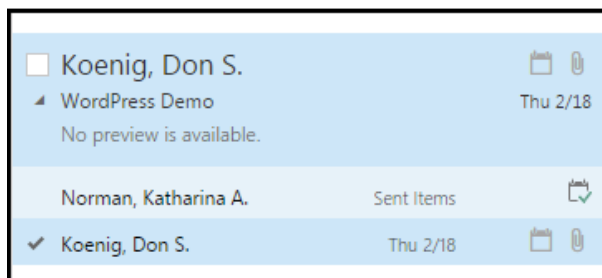 Koenig, Don S.
WordPress Demo Thu 2/18
No preview is available.
Norman, Katharina A. Sent Items
Koenig, Don S. Thu 2/18